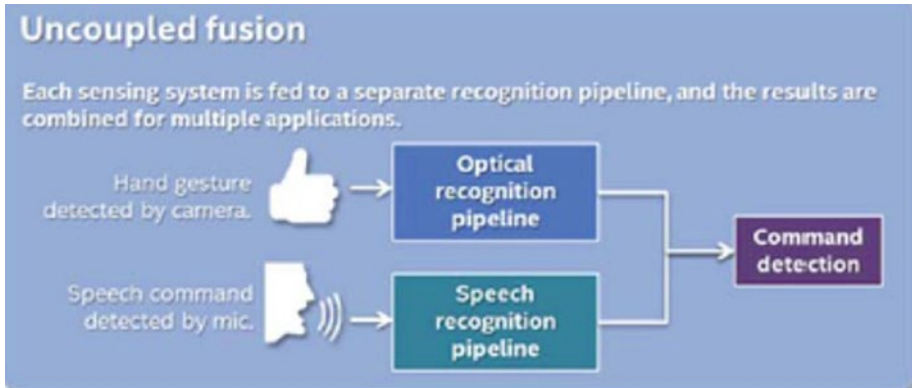 Uncoupled fusion
Each sensing system is fed to a separate recognition pipeline, and the results are
combined for multiple applications.
Hand gesture
detected by camera.
Optical
recognition
pipeline
Speech command
detected by mic.
Speech
recognition
pipeline
Command
detection